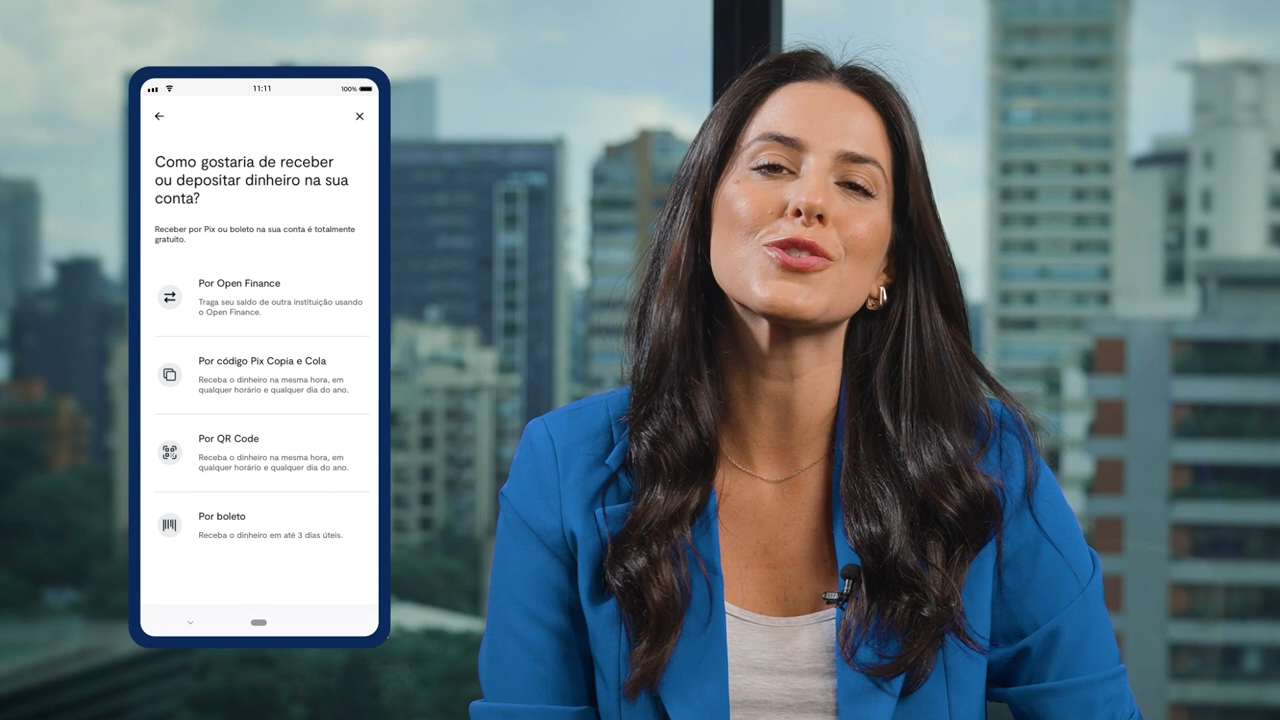 11:11
100%
Como gostaria de receber
ou depositar dinheiro na sua
conta?
Receber por Pix ou boleto na sua conta é totalmente
gratuito.
Por Open Finance
Traga seu saldo de outra instituição usando
o Open Finance.
Por código Pix Copia e Cola
Receba o dinheiro na mesma hora, em
qualquer horário e qualquer dia do ano.
Por QR Code
Receba o dinheiro na mesma hora, em
qualquer horário e qualquer dia do ano.
Por boleto
Receba o dinheiro em até 3 dias úteis.